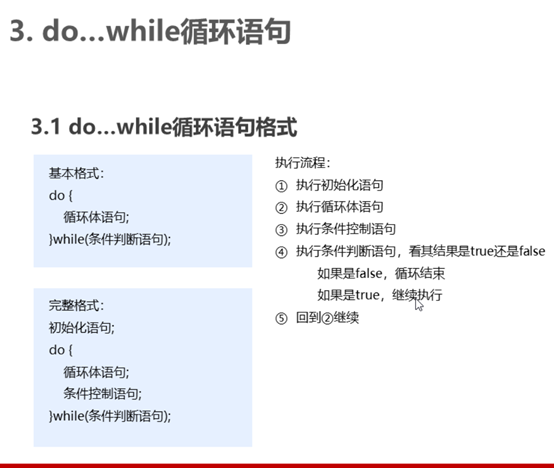 3. do...while循环语句
3.1 do...while循环语句格式
基本格式：
do {
循环体语句;
}while(条件判断语句);
完整格式：
初始化语句;
do {
循环体语句;
条件控制语句;
}while(条件判断语句);
执行流程：
① 执行初始化语句
② 执行循环体语句
③ 执行条件控制语句
④ 执行条件判断语句，看其结果是true还是false
如果是false，循环结束
如果是true，继续执行
⑤ 回到②继续